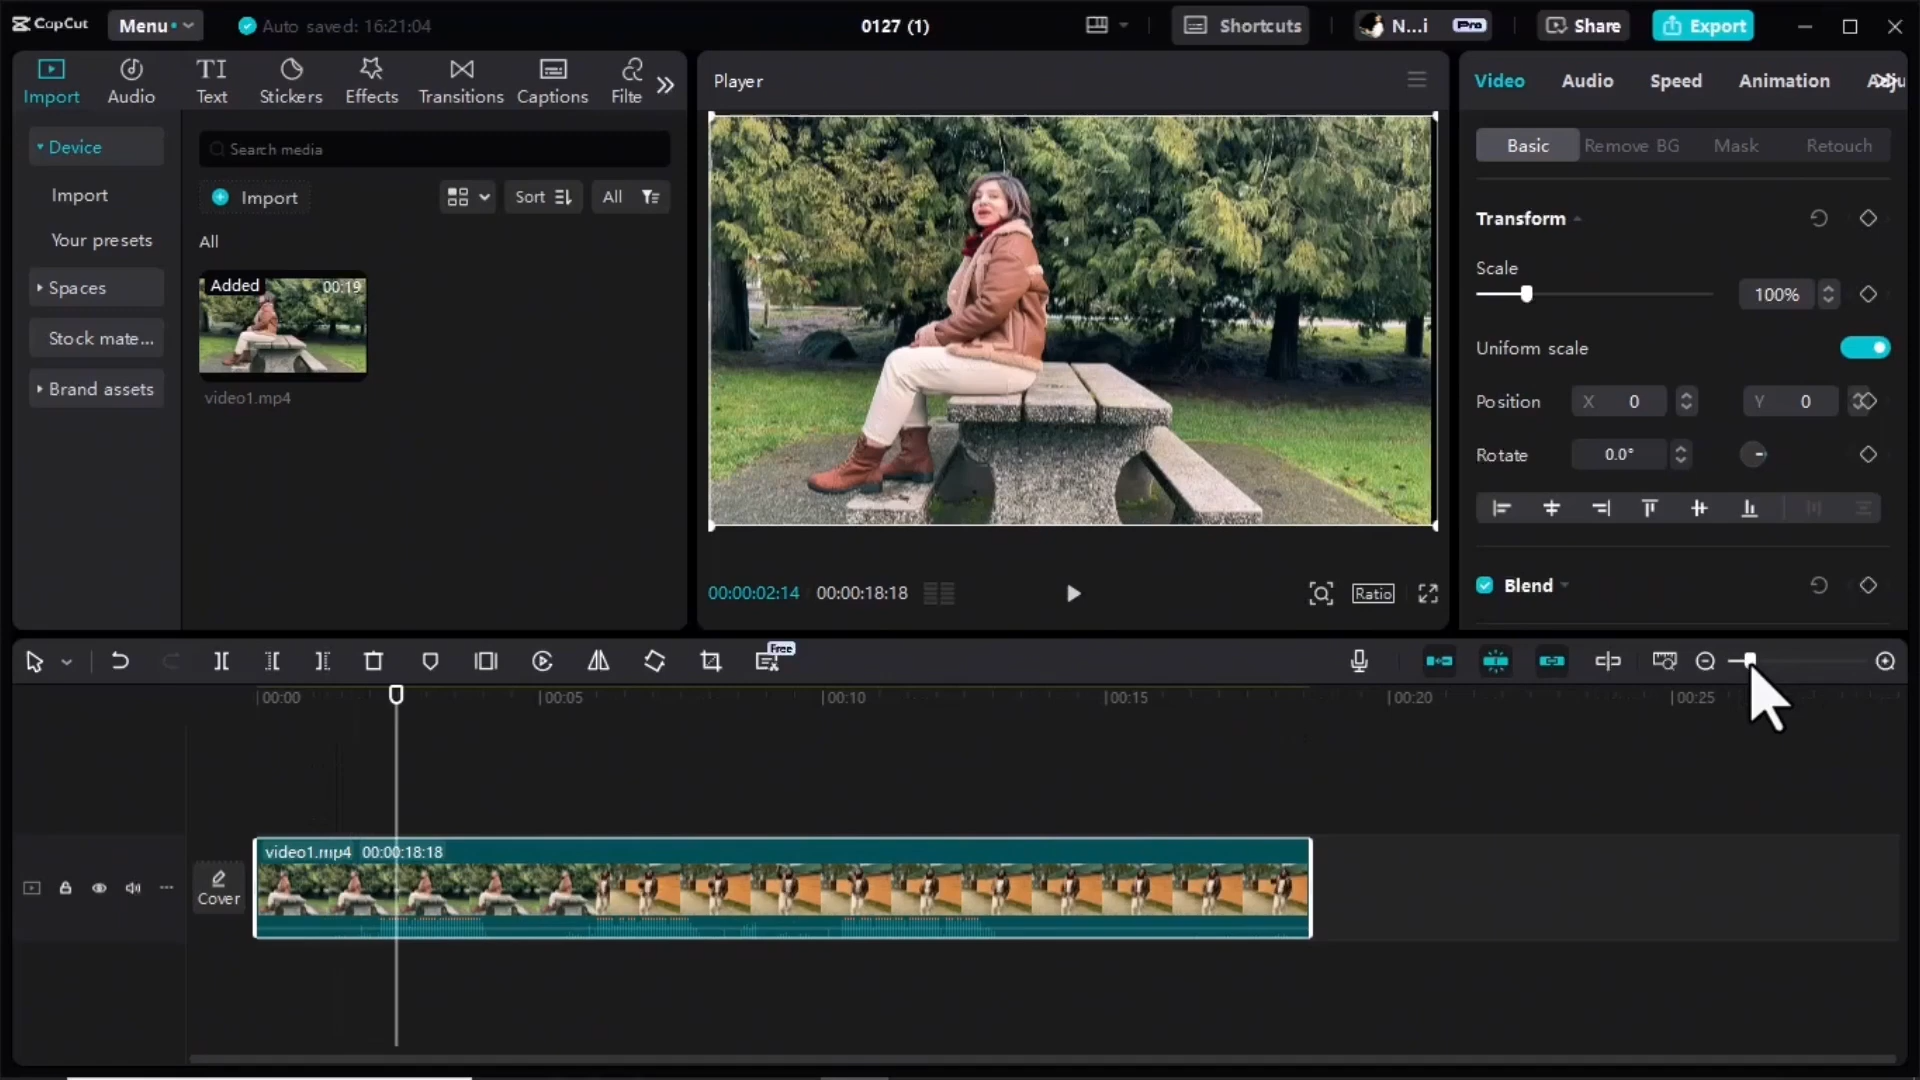 CapCut
Menu
Auto saved: 16:21:04
0127 (1)
Shortcuts
N...i
Pro
Share
Export
Import
Audio
TI
Text
Stickers
Effects
Transitions
Captions
Filte
Player
Video
Audio
Speed
Animation
Device
Import
Your presets
Spaces
Stock mate...
Brand assets
Search media
Import
Sort
All
All
Added
00:19
video1.mp4
Basic
Remove BG
Mask
Retouch
Transform
Scale
100%
Uniform scale
Position
X 0
Y 0
Rotate
0.0°
Blend
00:00:02:14
00:00:18:18
Ratio
Free
00:00
00:05
00:10
00:15
00:20
00:25
video1.mp4 00:00:18:18
Cover